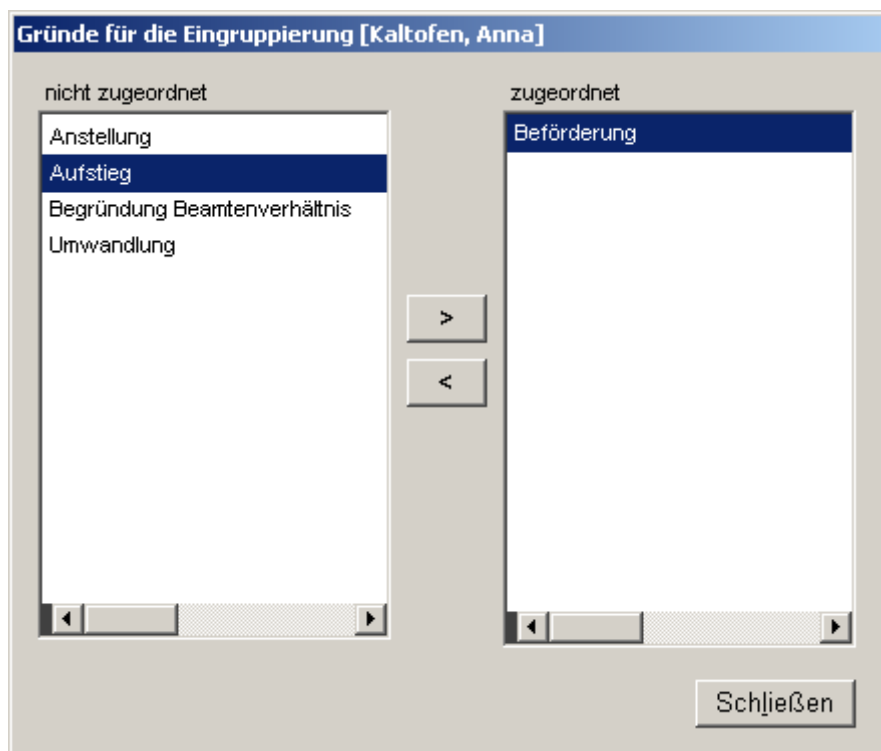 Gründe für die Eingruppierung [Kaltofen, Anna]
nicht zugeordnet
Anstellung
Aufstieg
Begründung Beamtenverhältnis
Umwandlung
>
<
zugeordnet
Beförderung
Schließen